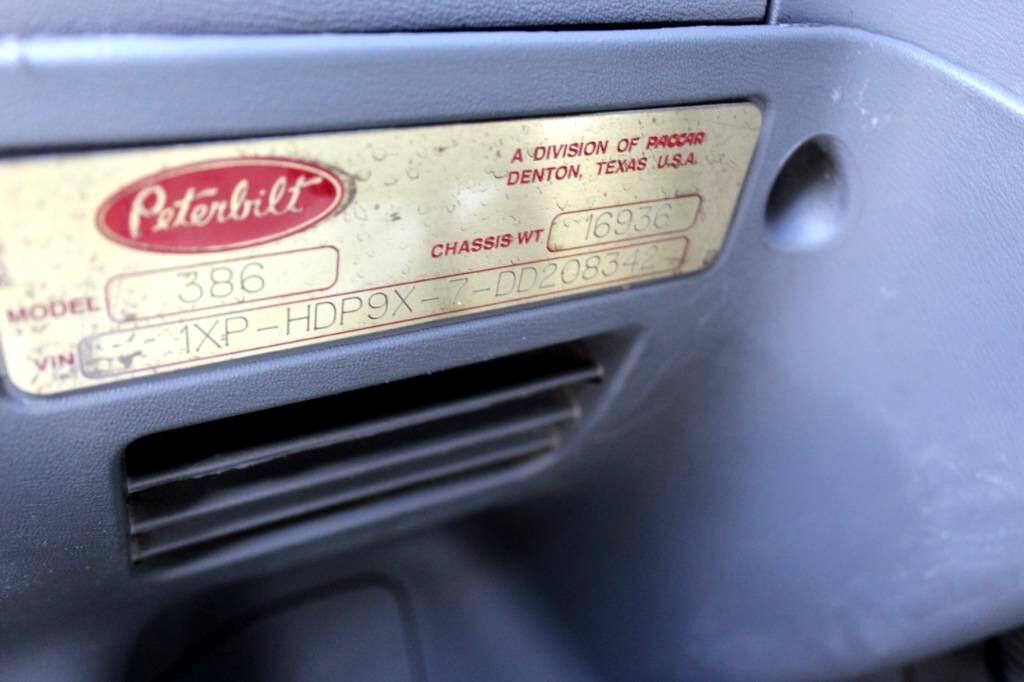 Peterbilt
A DIVISION OF PACCAR
DENTON, TEXAS U.S.A.
MODEL 386
CHASSIS WT 16936
VIN 1XP-HDP9X-7-DD208342